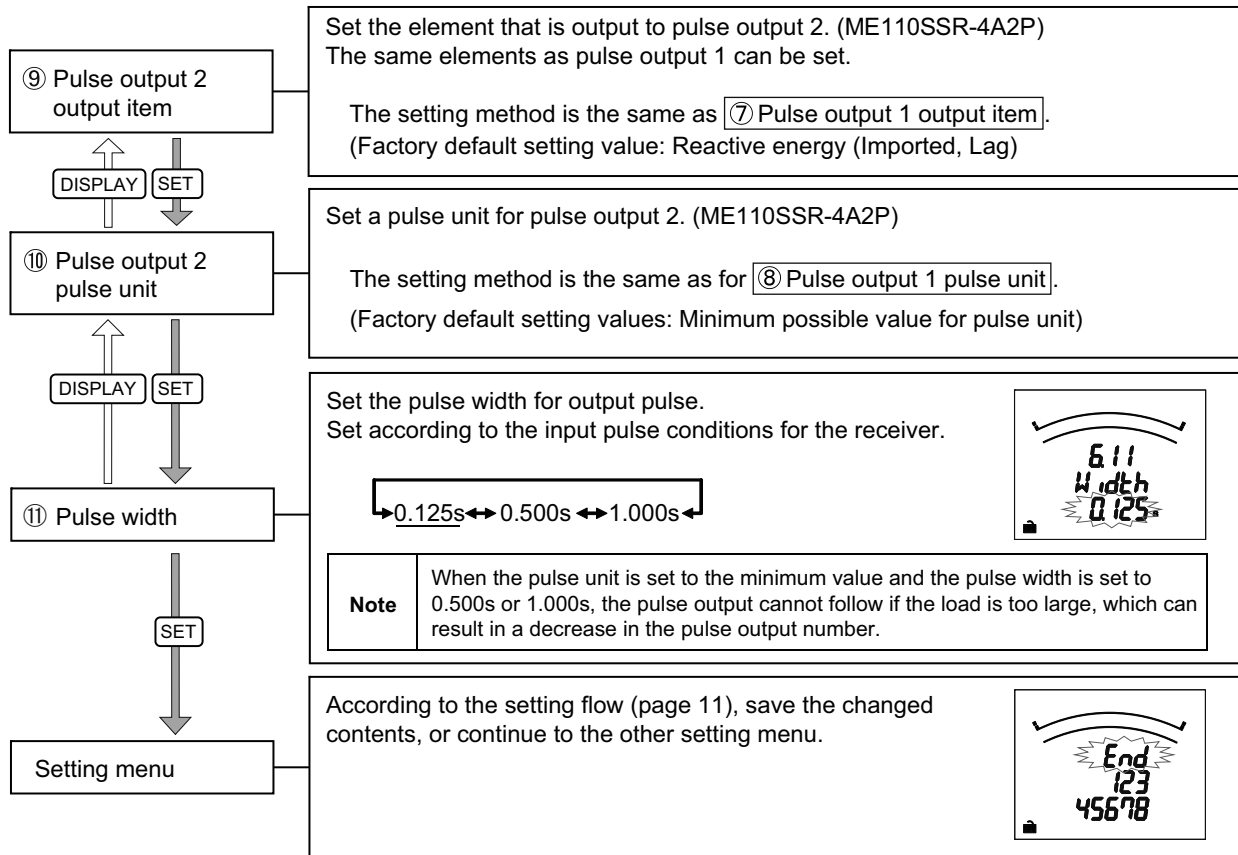 ⑨ Pulse output 2
output item
Set the element that is output to pulse output 2. (ME110SSR-4A2P)
The same elements as pulse output 1 can be set.
The setting method is the same as ⑦ Pulse output 1 output item.
(Factory default setting value: Reactive energy (Imported, Lag)
DISPLAY SET
⑩ Pulse output 2
pulse unit
Set a pulse unit for pulse output 2. (ME110SSR-4A2P)
The setting method is the same as for ⑧ Pulse output 1 pulse unit.
(Factory default setting values: Minimum possible value for pulse unit)
DISPLAY SET
⑪ Pulse width
Set the pulse width for output pulse.
Set according to the input pulse conditions for the receiver.
0.125s 0.500s 1.000s
6.11
Width
0.125s
Note
When the pulse unit is set to the minimum value and the pulse width is set to
0.500s or 1.000s, the pulse output cannot follow if the load is too large, which can
result in a decrease in the pulse output number.
SET
Setting menu
According to the setting flow (page 11), save the changed
contents, or continue to the other setting menu.
End
123
45678